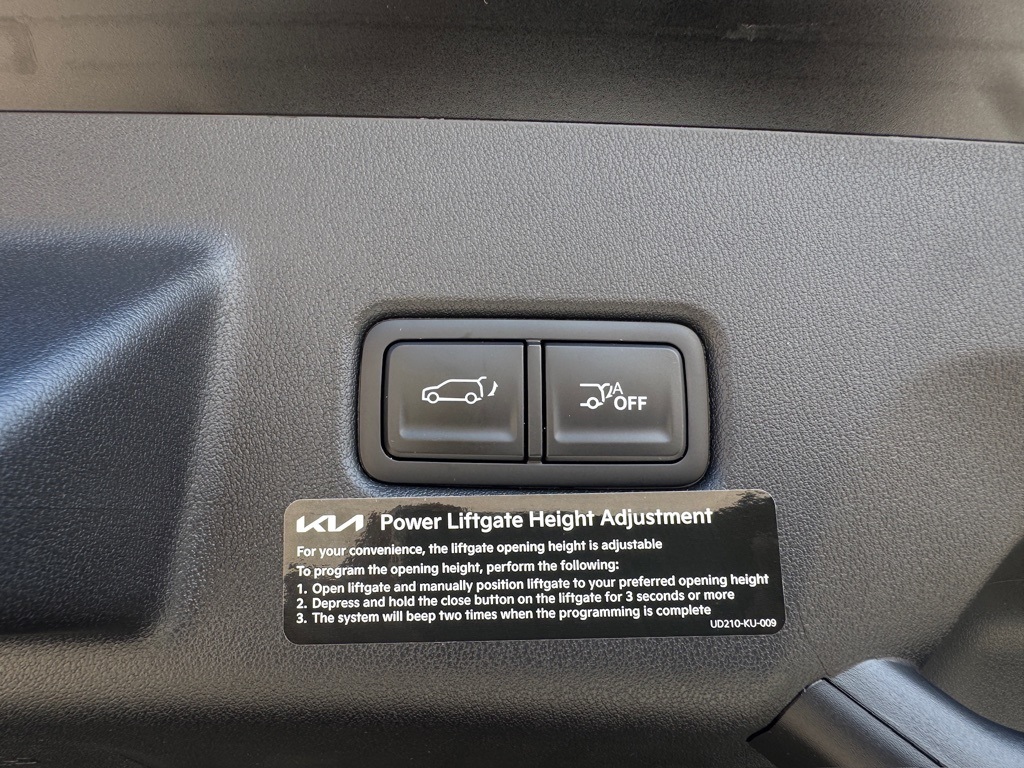 A
OFF
KIA Power Liftgate Height Adjustment
For your convenience, the liftgate opening height is adjustable
To program the opening height, perform the following:
1. Open liftgate and manually position liftgate to your preferred opening height
2. Depress and hold the close button on the liftgate for 3 seconds or more
3. The system will beep two times when the programming is complete
UD210-KU-009